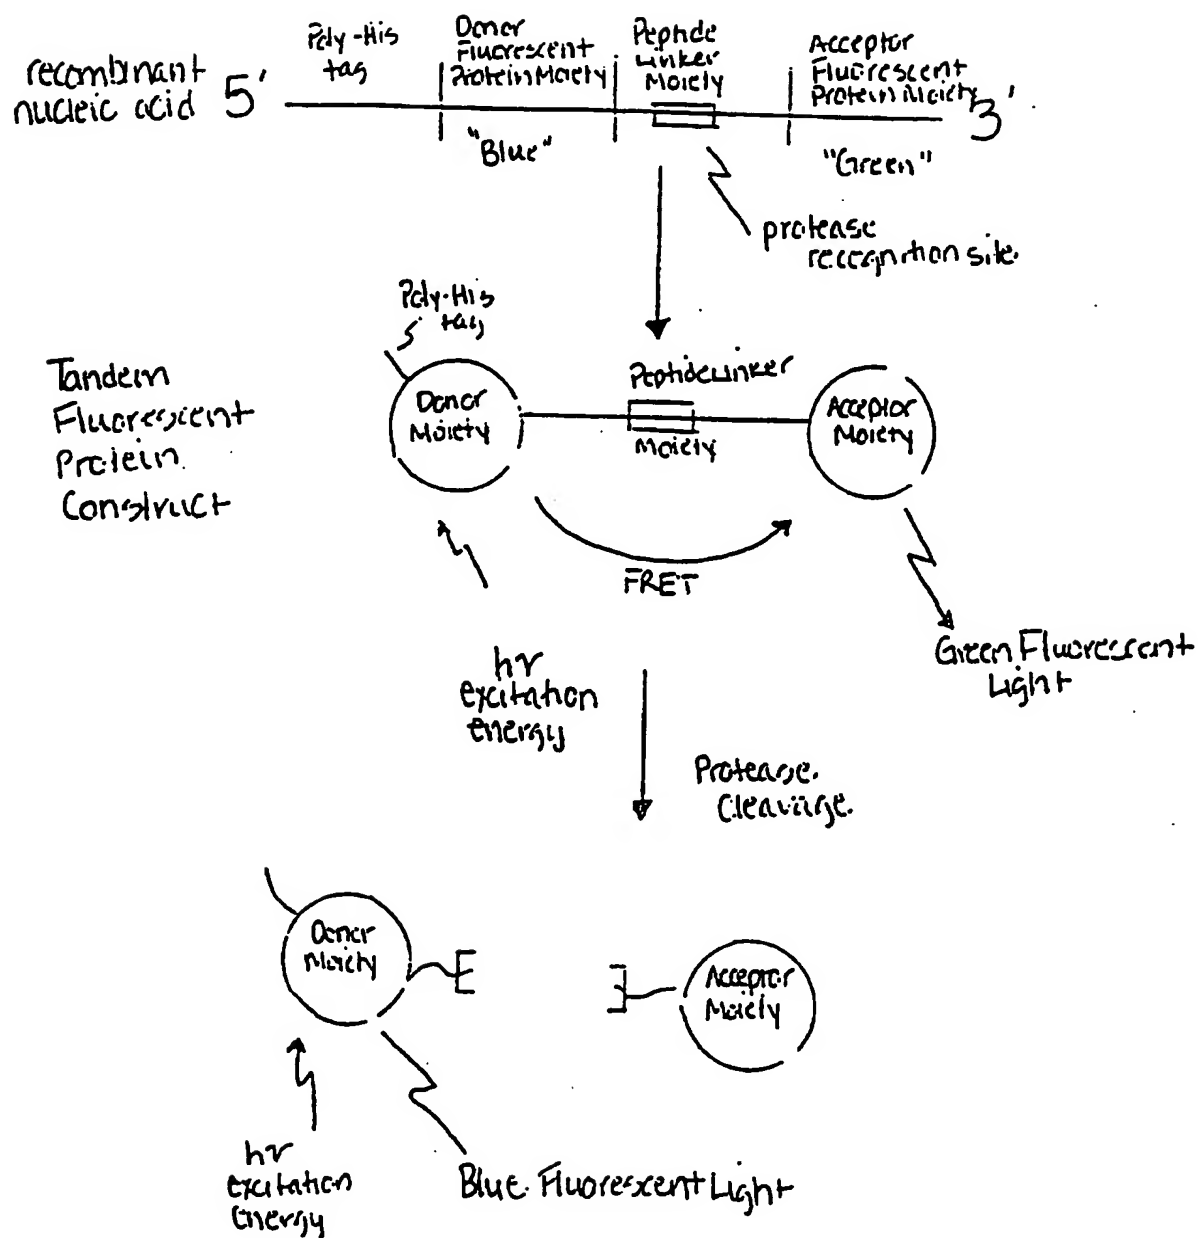 recombinant
nucleic acid
5'
Poly-His
tag
Donor
Fluorescent
Protein Moiety
Peptide
Linker
Moiety
Acceptor
Fluorescent
Protein Moiety
3'
"Blue"
"Green"
protease
recognition site.
Tandem
Fluorescent
Protein
Construct
Poly-His
tag
Donor
Moiety
Peptide Linker
Moiety
Acceptor
Moiety
FRET
hν
excitation
energy
Green Fluorescent
Light
Protease
Cleavage
Donor
Moiety
Acceptor
Moiety
hν
excitation
energy
Blue Fluorescent Light